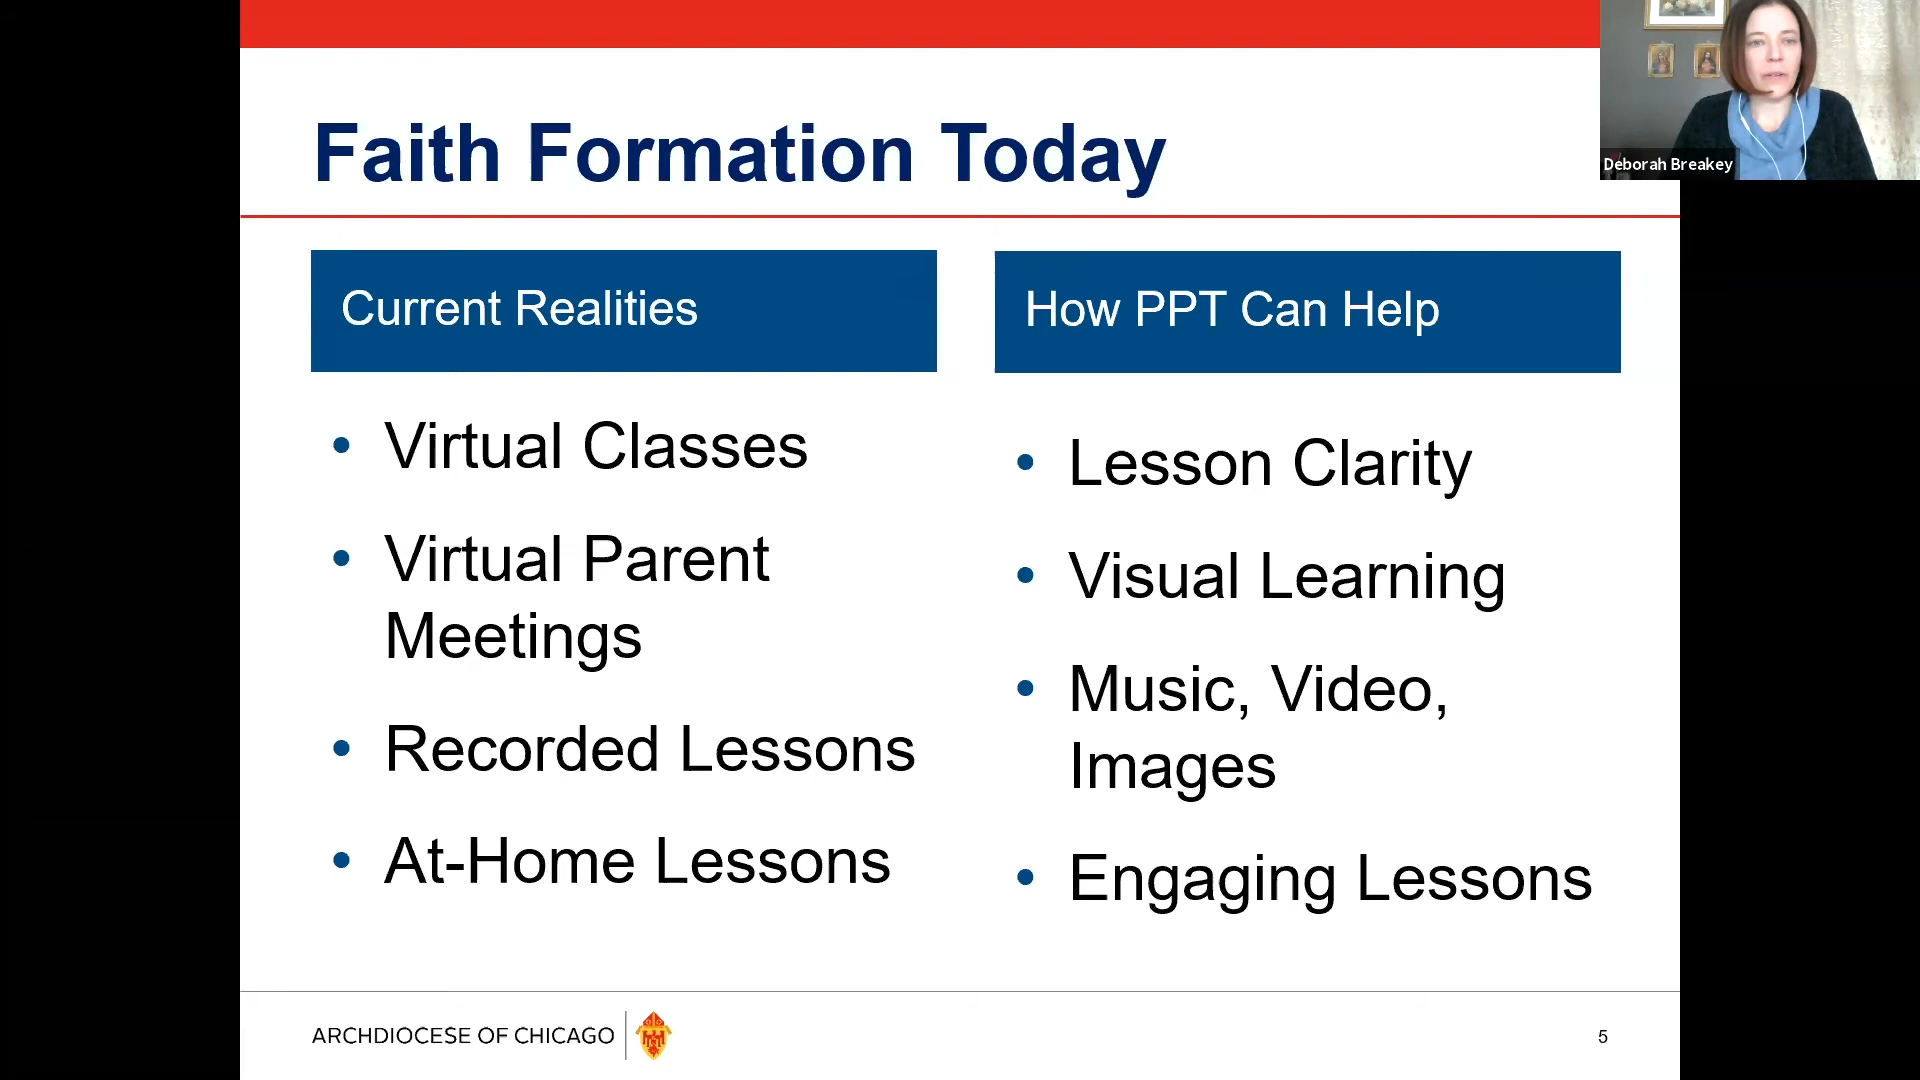 Faith Formation Today
Deborah Breakey
Current Realities
• Virtual Classes
• Virtual Parent
Meetings
• Recorded Lessons
• At-Home Lessons
How PPT Can Help
• Lesson Clarity
• Visual Learning
• Music, Video,
Images
• Engaging Lessons
ARCHDIOCESE OF CHICAGO
5